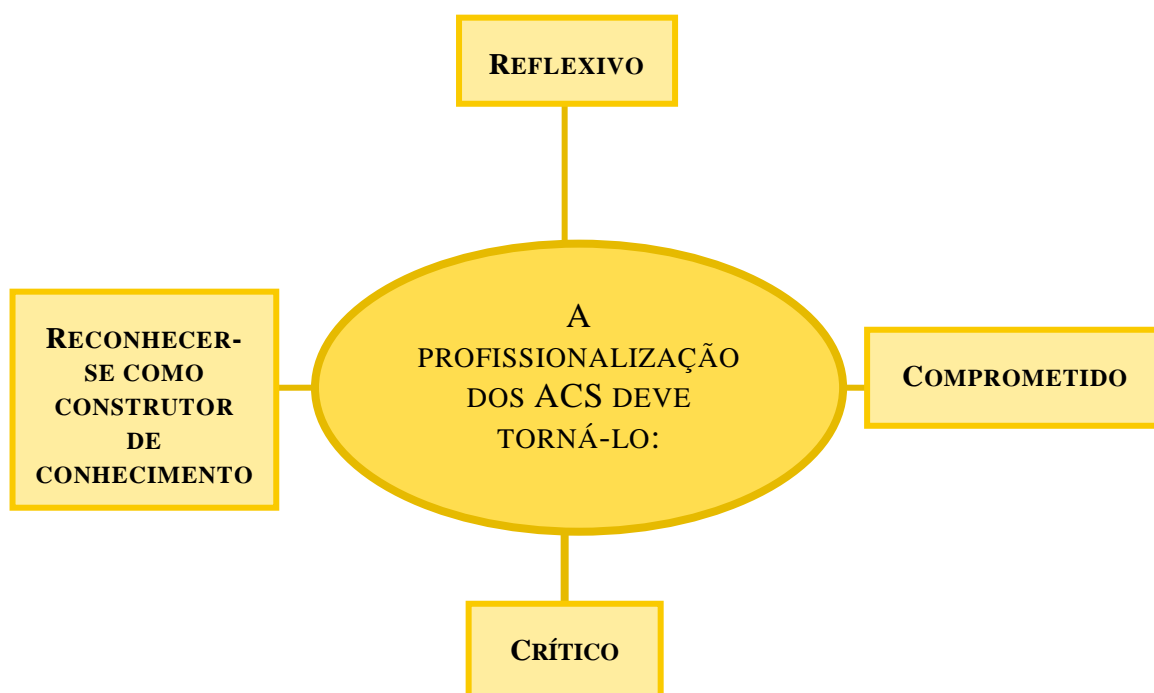 REFLEXIVO
RECONHECER-
SE COMO
CONSTRUTOR
DE
CONHECIMENTO
A
PROFISSIONALIZAÇÃO
DOS ACS DEVE
TORNÁ-LO:
COMPROMETIDO
CRÍTICO